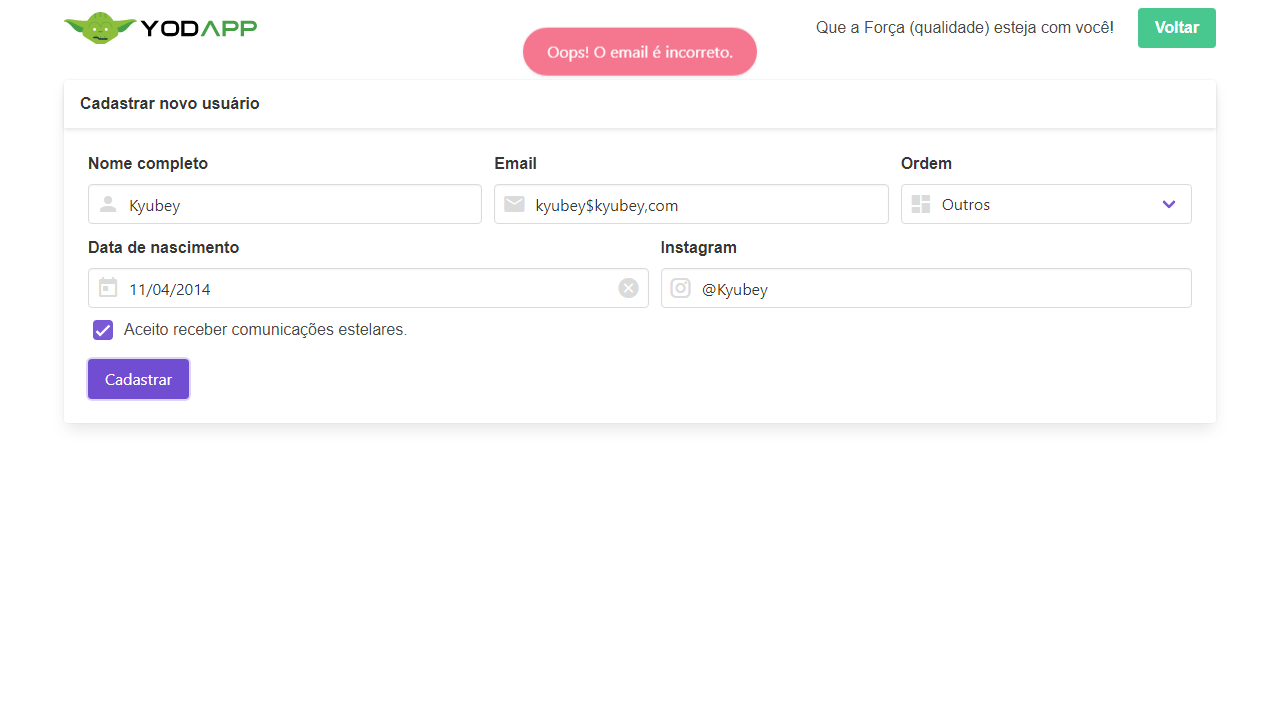 YODAPP
Que a Força (qualidade) esteja com você!
Voltar
Oops! O email é incorreto.
Cadastrar novo usuário
Nome completo
Email
Ordem
Kyubey
kyubey$kyubey,com
Outros
Data de nascimento
Instagram
11/04/2014
@Kyubey
Aceito receber comunicações estelares.
Cadastrar